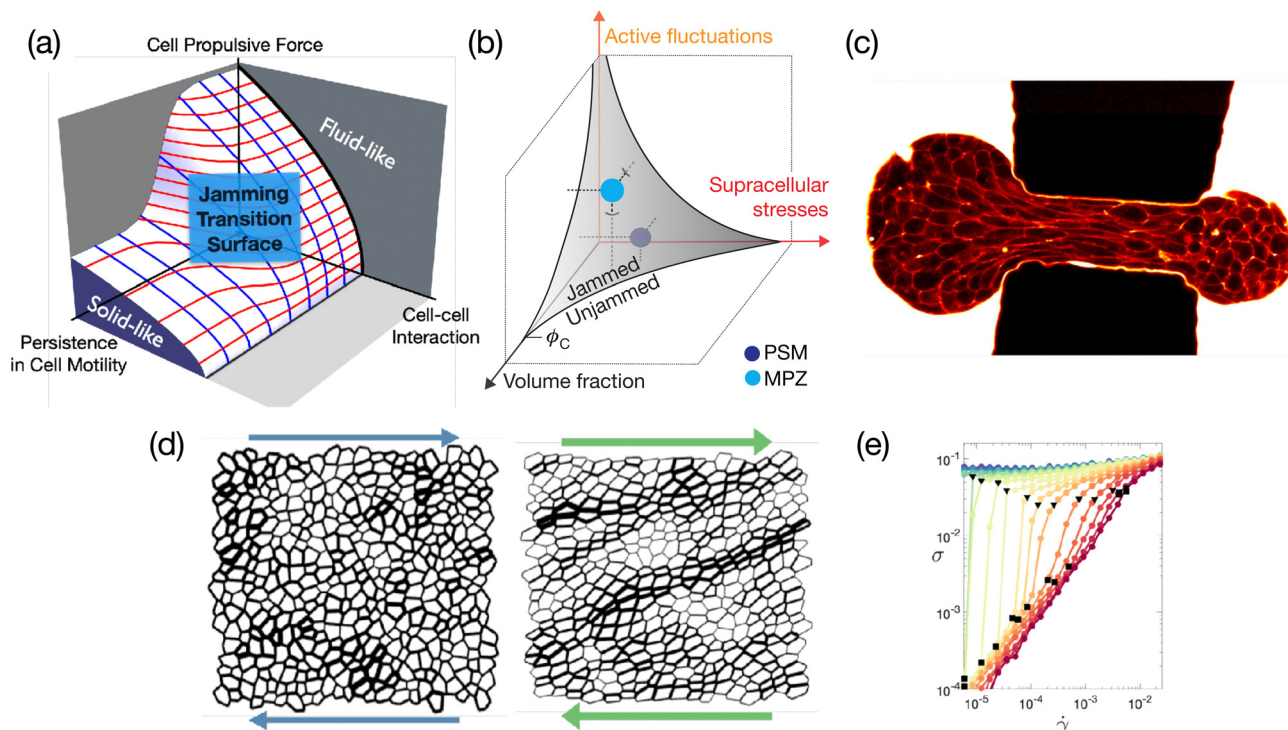 (a)
Cell Propulsive Force
Fluid-like
Jamming
Transition
Surface
Solid-like
Persistence
in Cell Motility
Cell-cell
Interaction
(b)
Active fluctuations
Supracellular
stresses
Jammed
Unjammed
ϕC
Volume fraction
PSM
MPZ
(c)
(d)
(e)
10⁻¹
10⁻²
σ
10⁻³
10⁻⁴
10⁻⁵
10⁻⁴
10⁻³
10⁻²
γ̇